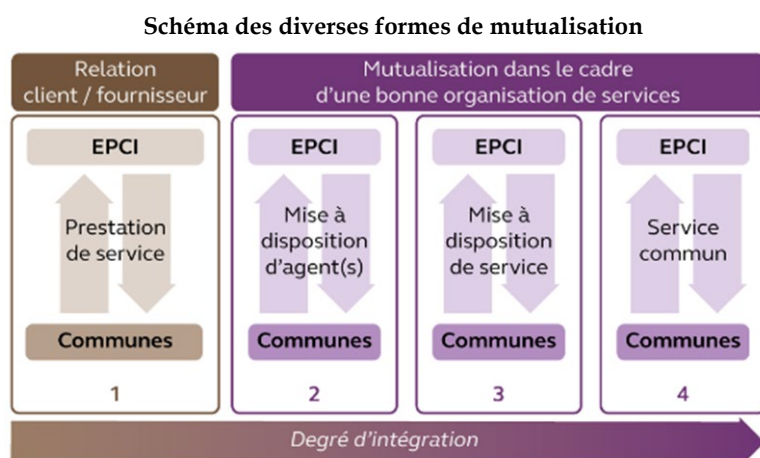 Schéma des diverses formes de mutualisation
Relation
client / fournisseur
Mutualisation dans le cadre
d'une bonne organisation de services
EPCI
Prestation
de service
Communes
1
EPCI
Mise à
disposition
d'agent(s)
Communes
2
EPCI
Mise à
disposition
de service
Communes
3
EPCI
Service
commun
Communes
4
Degré d'intégration